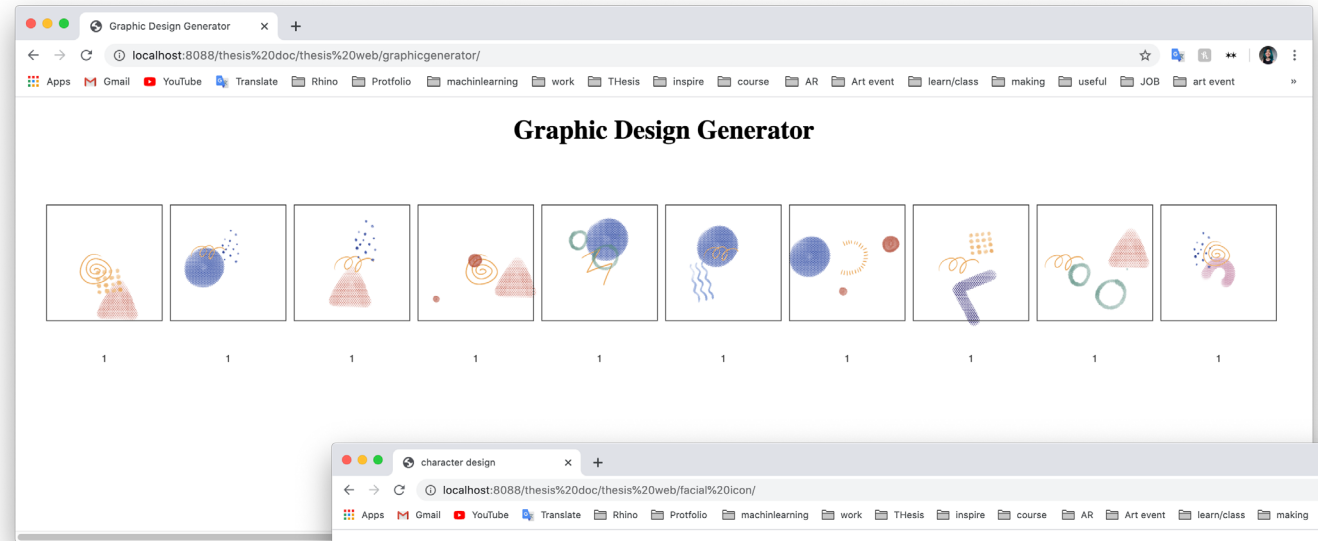 Graphic Design Generator
localhost:8088/thesis%20doc/thesis%20web/graphicgenerator/
Apps Gmail YouTube Translate Rhino Protfolio machinlearning work THesis inspire course AR Art event learn/class making useful JOB art event »
Graphic Design Generator
1 1 1 1 1 1 1 1 1 1
character design
localhost:8088/thesis%20doc/thesis%20web/facial%20icon/
Apps Gmail YouTube Translate Rhino Protfolio machinlearning work THesis inspire course AR Art event learn/class making